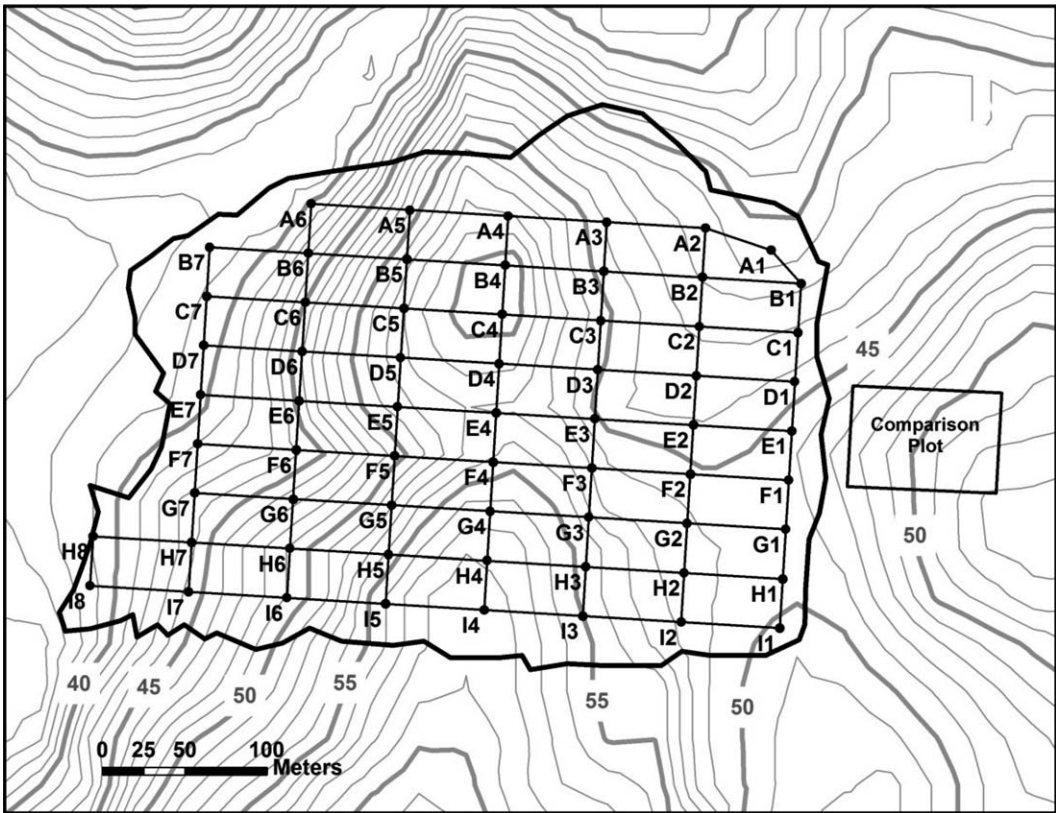 A6 A5 A4 A3 A2 A1
B7 B6 B5 B4 B3 B2 B1
C7 C6 C5 C4 C3 C2 C1
45
D7 D6 D5 D4 D3 D2 D1
E7 E6 E5 E4 E3 E2 E1
Comparison
Plot
F7 F6 F5 F4 F3 F2 F1
G7 G6 G5 G4 G3 G2 G1
50
H8 H7 H6 H5 H4 H3 H2 H1
I8 I7 I6 I5 I4 I3 I2 I1
40 45 50 55 55 50
0 25 50 100
Meters